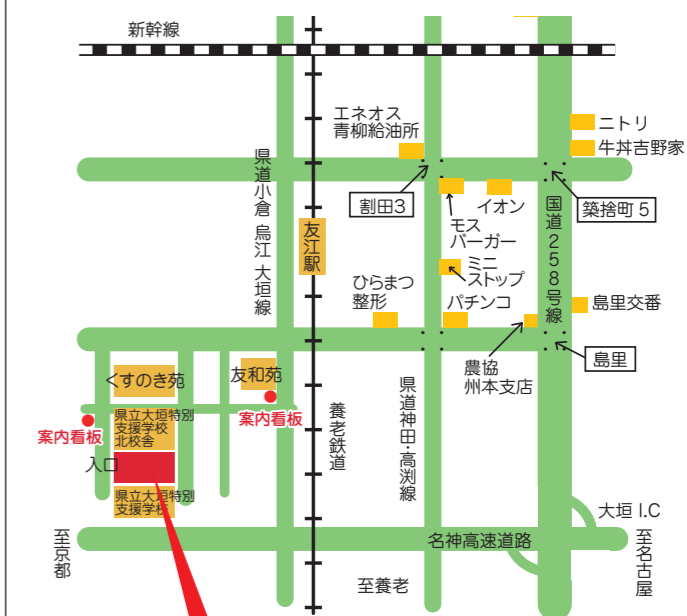 新幹線
エネオス
青柳給油所
ニトリ
牛丼吉野家
県道小倉 烏江 大垣線
割田3
イオン
築捨町 5
モス
バーガー
国道258号線
友江駅
ミニ
ストップ
ひらまつ
整形
パチンコ
島里交番
島里
農協
州本支店
くすのき苑
友和苑
県道神田・高渕線
養老鉄道
案内看板
案内看板
県立大垣特別
支援学校
北校舎
入口
県立大垣特別
支援学校
大垣 I.C
至京都
名神高速道路
至名古屋
至養老